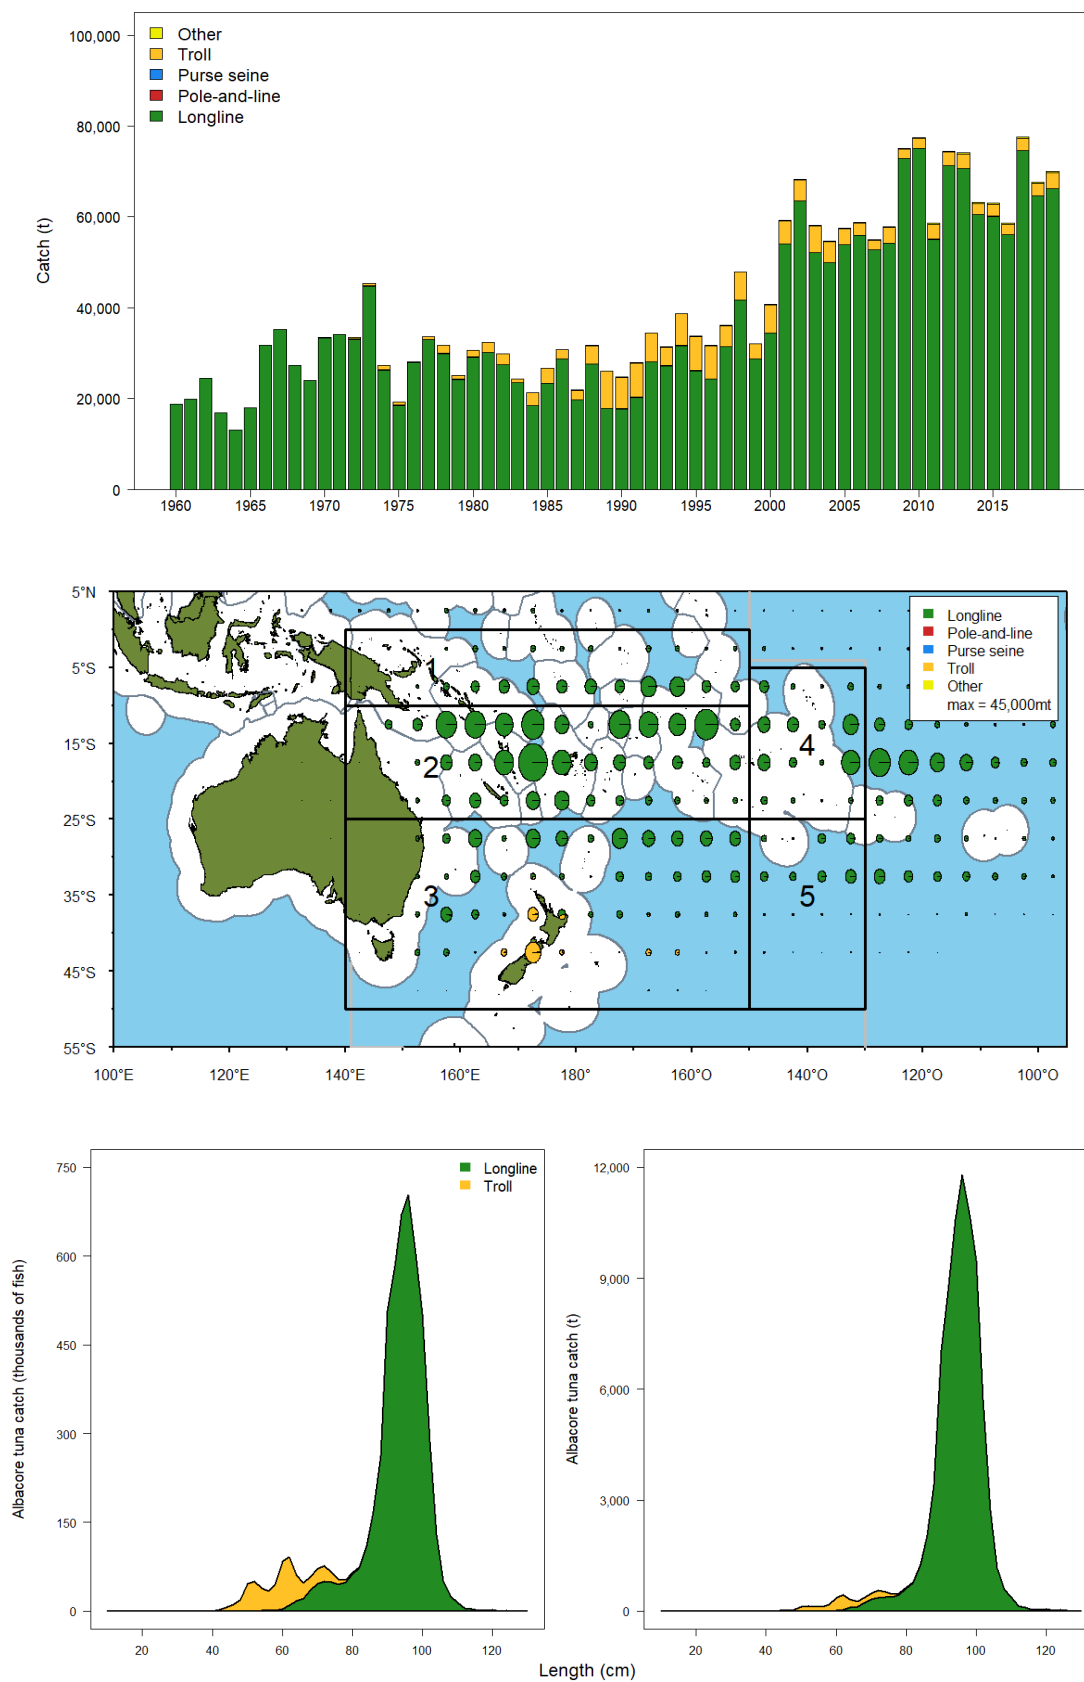 100,000
80,000
60,000
40,000
20,000
0
Catch (t)
Other
Troll
Purse seine
Pole-and-line
Longline
1960 1965 1970 1975 1980 1985 1990 1995 2000 2005 2010 2015
5°N
5°S
15°S
25°S
35°S
45°S
55°S
100°E 120°E 140°E 160°E 180° 160°O 140°O 120°O 100°O
1
2
3
4
5
Longline
Pole-and-line
Purse seine
Troll
Other
max = 45,000mt
Albacore tuna catch (thousands of fish)
750
600
450
300
150
0
Longline
Troll
20 40 60 80 100 120
Albacore tuna catch (t)
12,000
9,000
6,000
3,000
0
20 40 60 80 100 120
Length (cm)